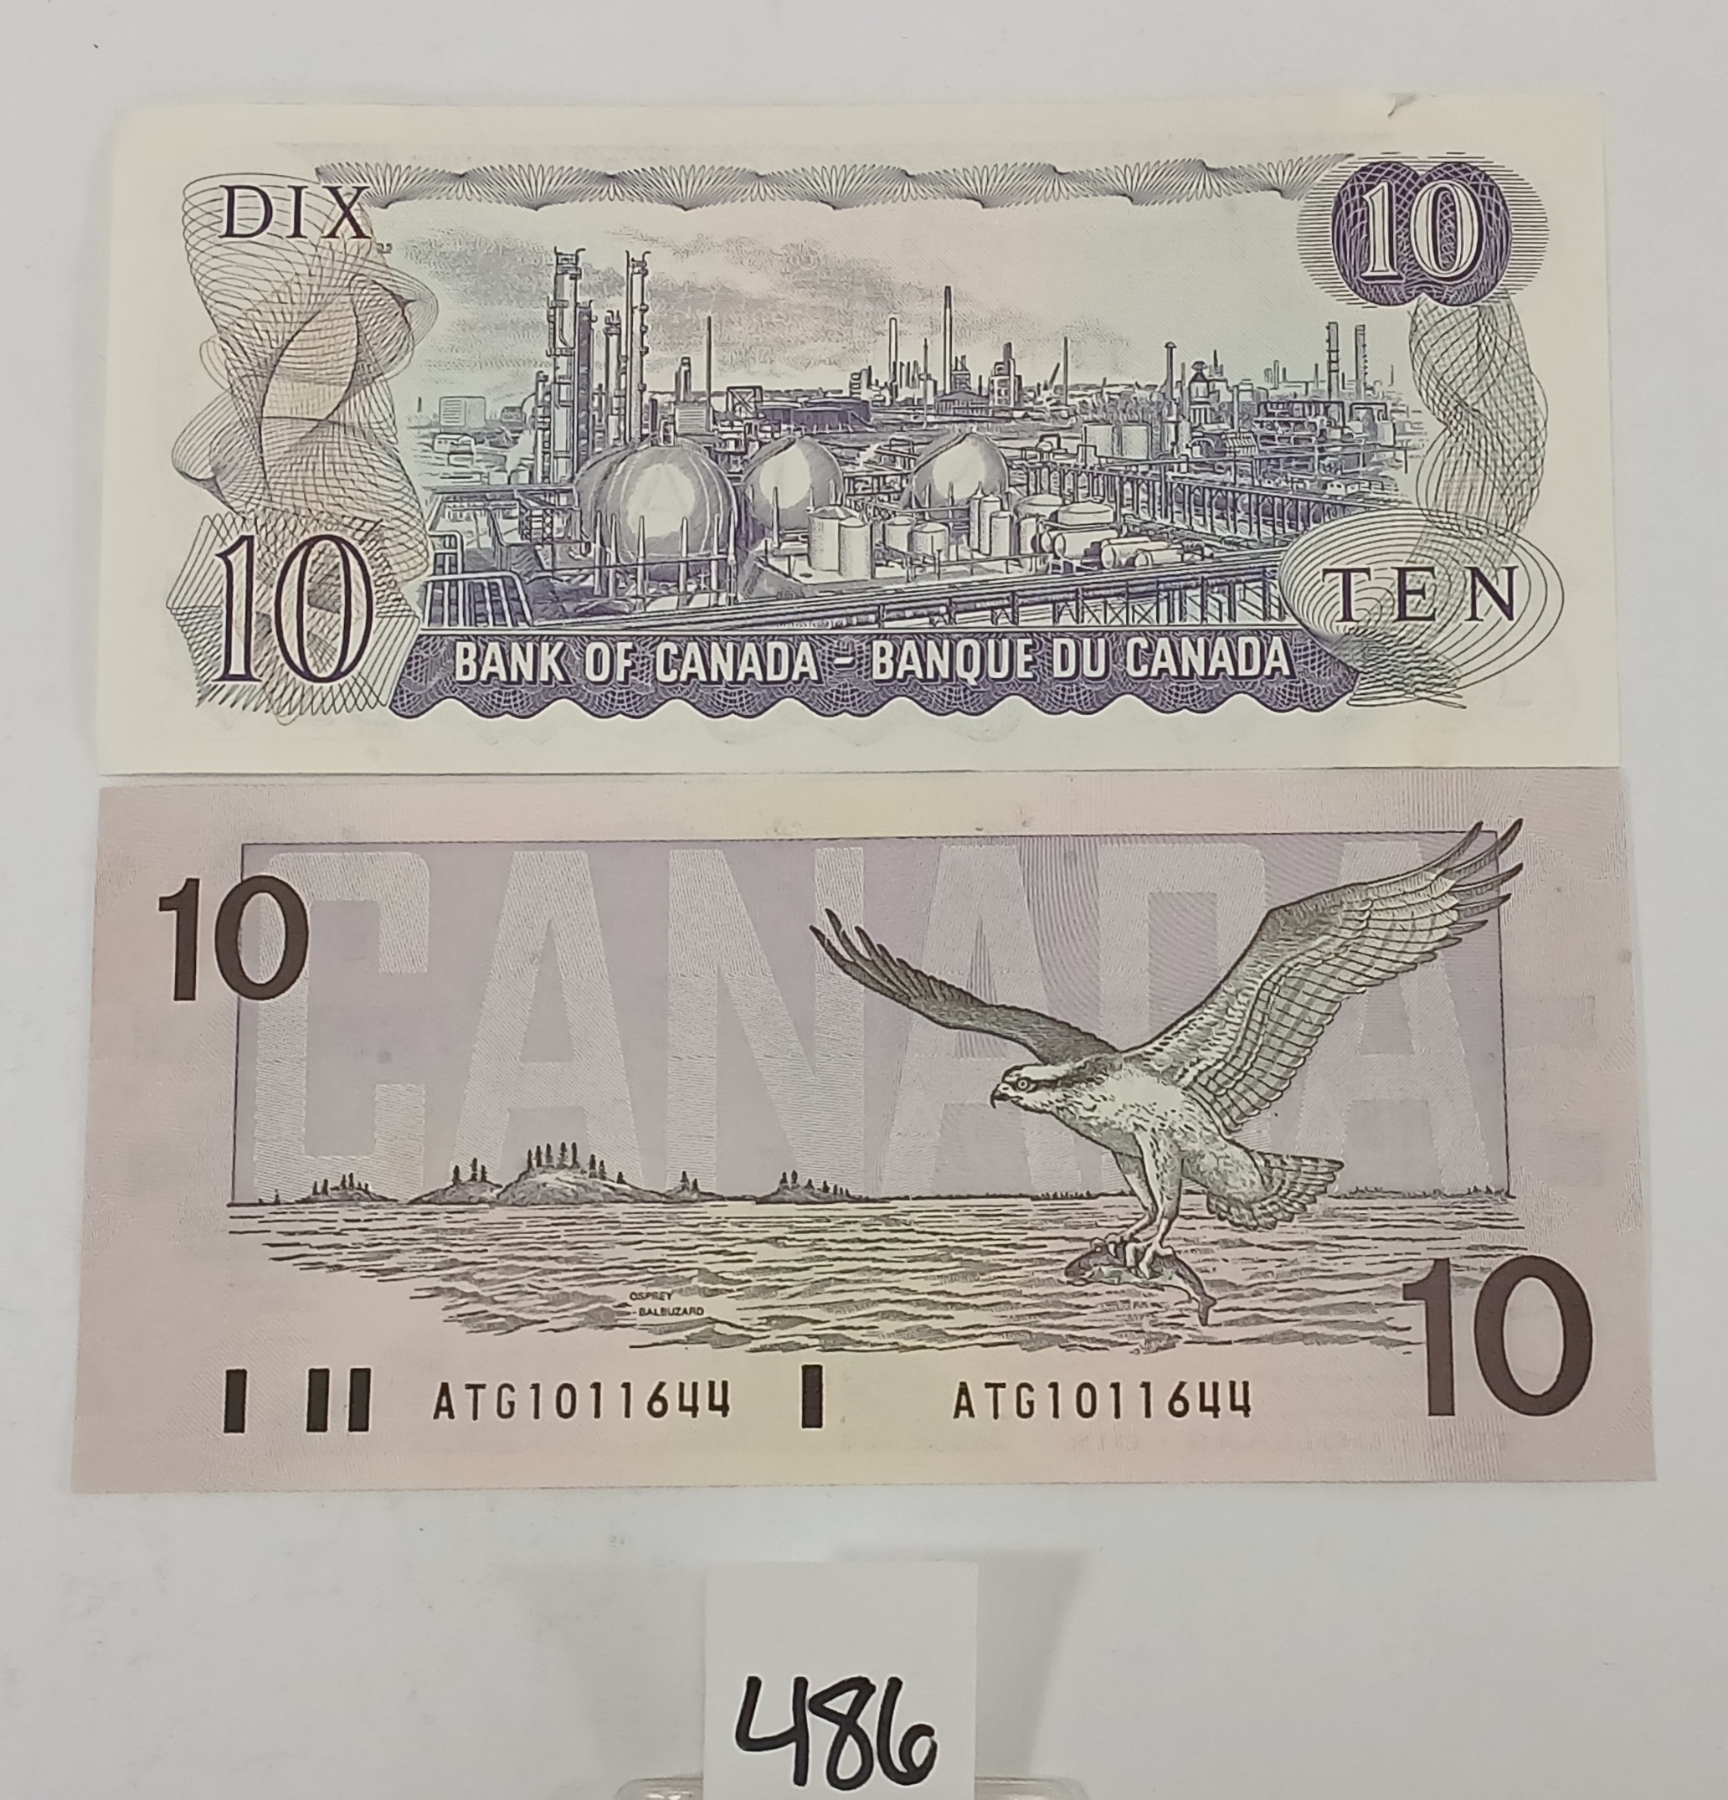 DIX
10
10
TEN
BANK OF CANADA - BANQUE DU CANADA
CANADA
10
OSPREY
-BALBUZARD
10
ATG1011644 ATG1011644
486